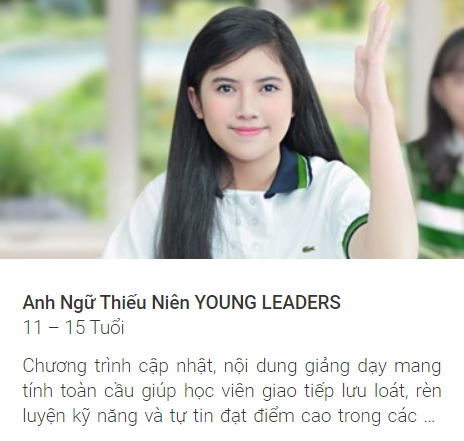 Anh Ngữ Thiếu Niên YOUNG LEADERS
11 – 15 Tuổi
Chương trình cập nhật, nội dung giảng dạy mang
tính toàn cầu giúp học viên giao tiếp lưu loát, rèn
luyện kỹ năng và tự tin đạt điểm cao trong các ...